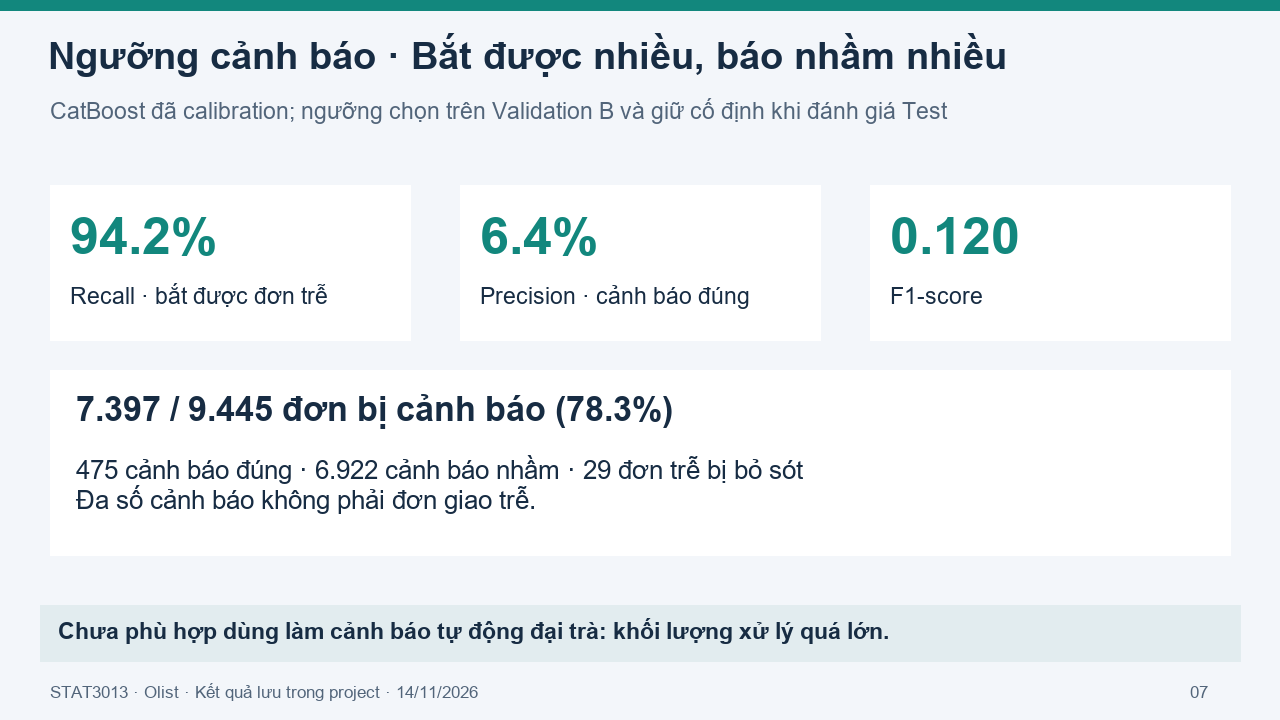 Ngưỡng cảnh báo · Bắt được nhiều, báo nhầm nhiều
CatBoost đã calibration; ngưỡng chọn trên Validation B và giữ cố định khi đánh giá Test
94.2%
Recall · bắt được đơn trễ
6.4%
Precision · cảnh báo đúng
0.120
F1-score
7.397 / 9.445 đơn bị cảnh báo (78.3%)
475 cảnh báo đúng · 6.922 cảnh báo nhầm · 29 đơn trễ bị bỏ sót
Đa số cảnh báo không phải đơn giao trễ.
Chưa phù hợp dùng làm cảnh báo tự động đại trà: khối lượng xử lý quá lớn.
STAT3013 · Olist · Kết quả lưu trong project · 14/11/2026
07